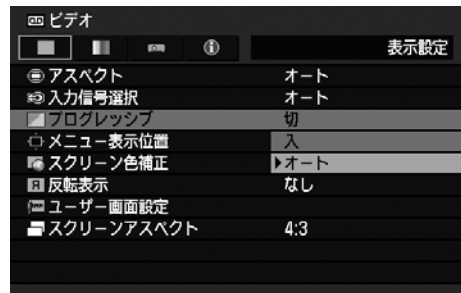 ビデオ
表示設定
アスペクト オート
入力信号選択 オート
プログレッシブ 切
メニュー表示位置 入
スクリーン色補正 オート
反転表示 なし
ユーザー画面設定
スクリーンアスペクト 4:3